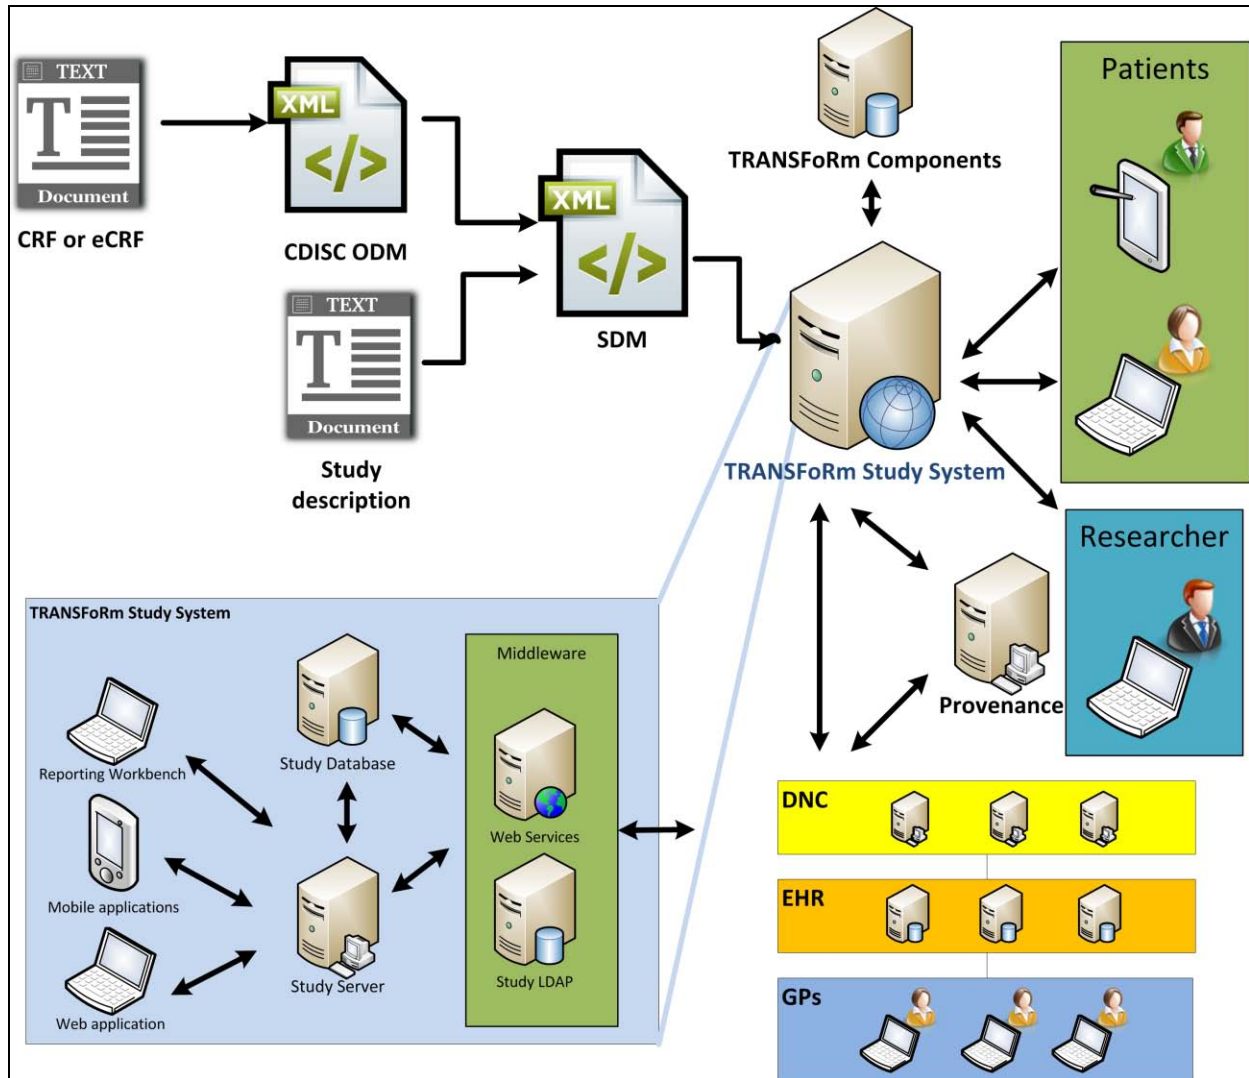 TEXT
T
Document
CRF or eCRF
XML
</>
CDISC ODM
TEXT
T
Document
Study
description
XML
</>
SDM
TRANSFoRm Components
TRANSFoRm Study System
Patients
Researcher
Provenance
TRANSFoRm Study System
Reporting Workbench
Mobile applications
Web application
Study Database
Study Server
Middleware
Web Services
Study LDAP
DNC
EHR
GPs